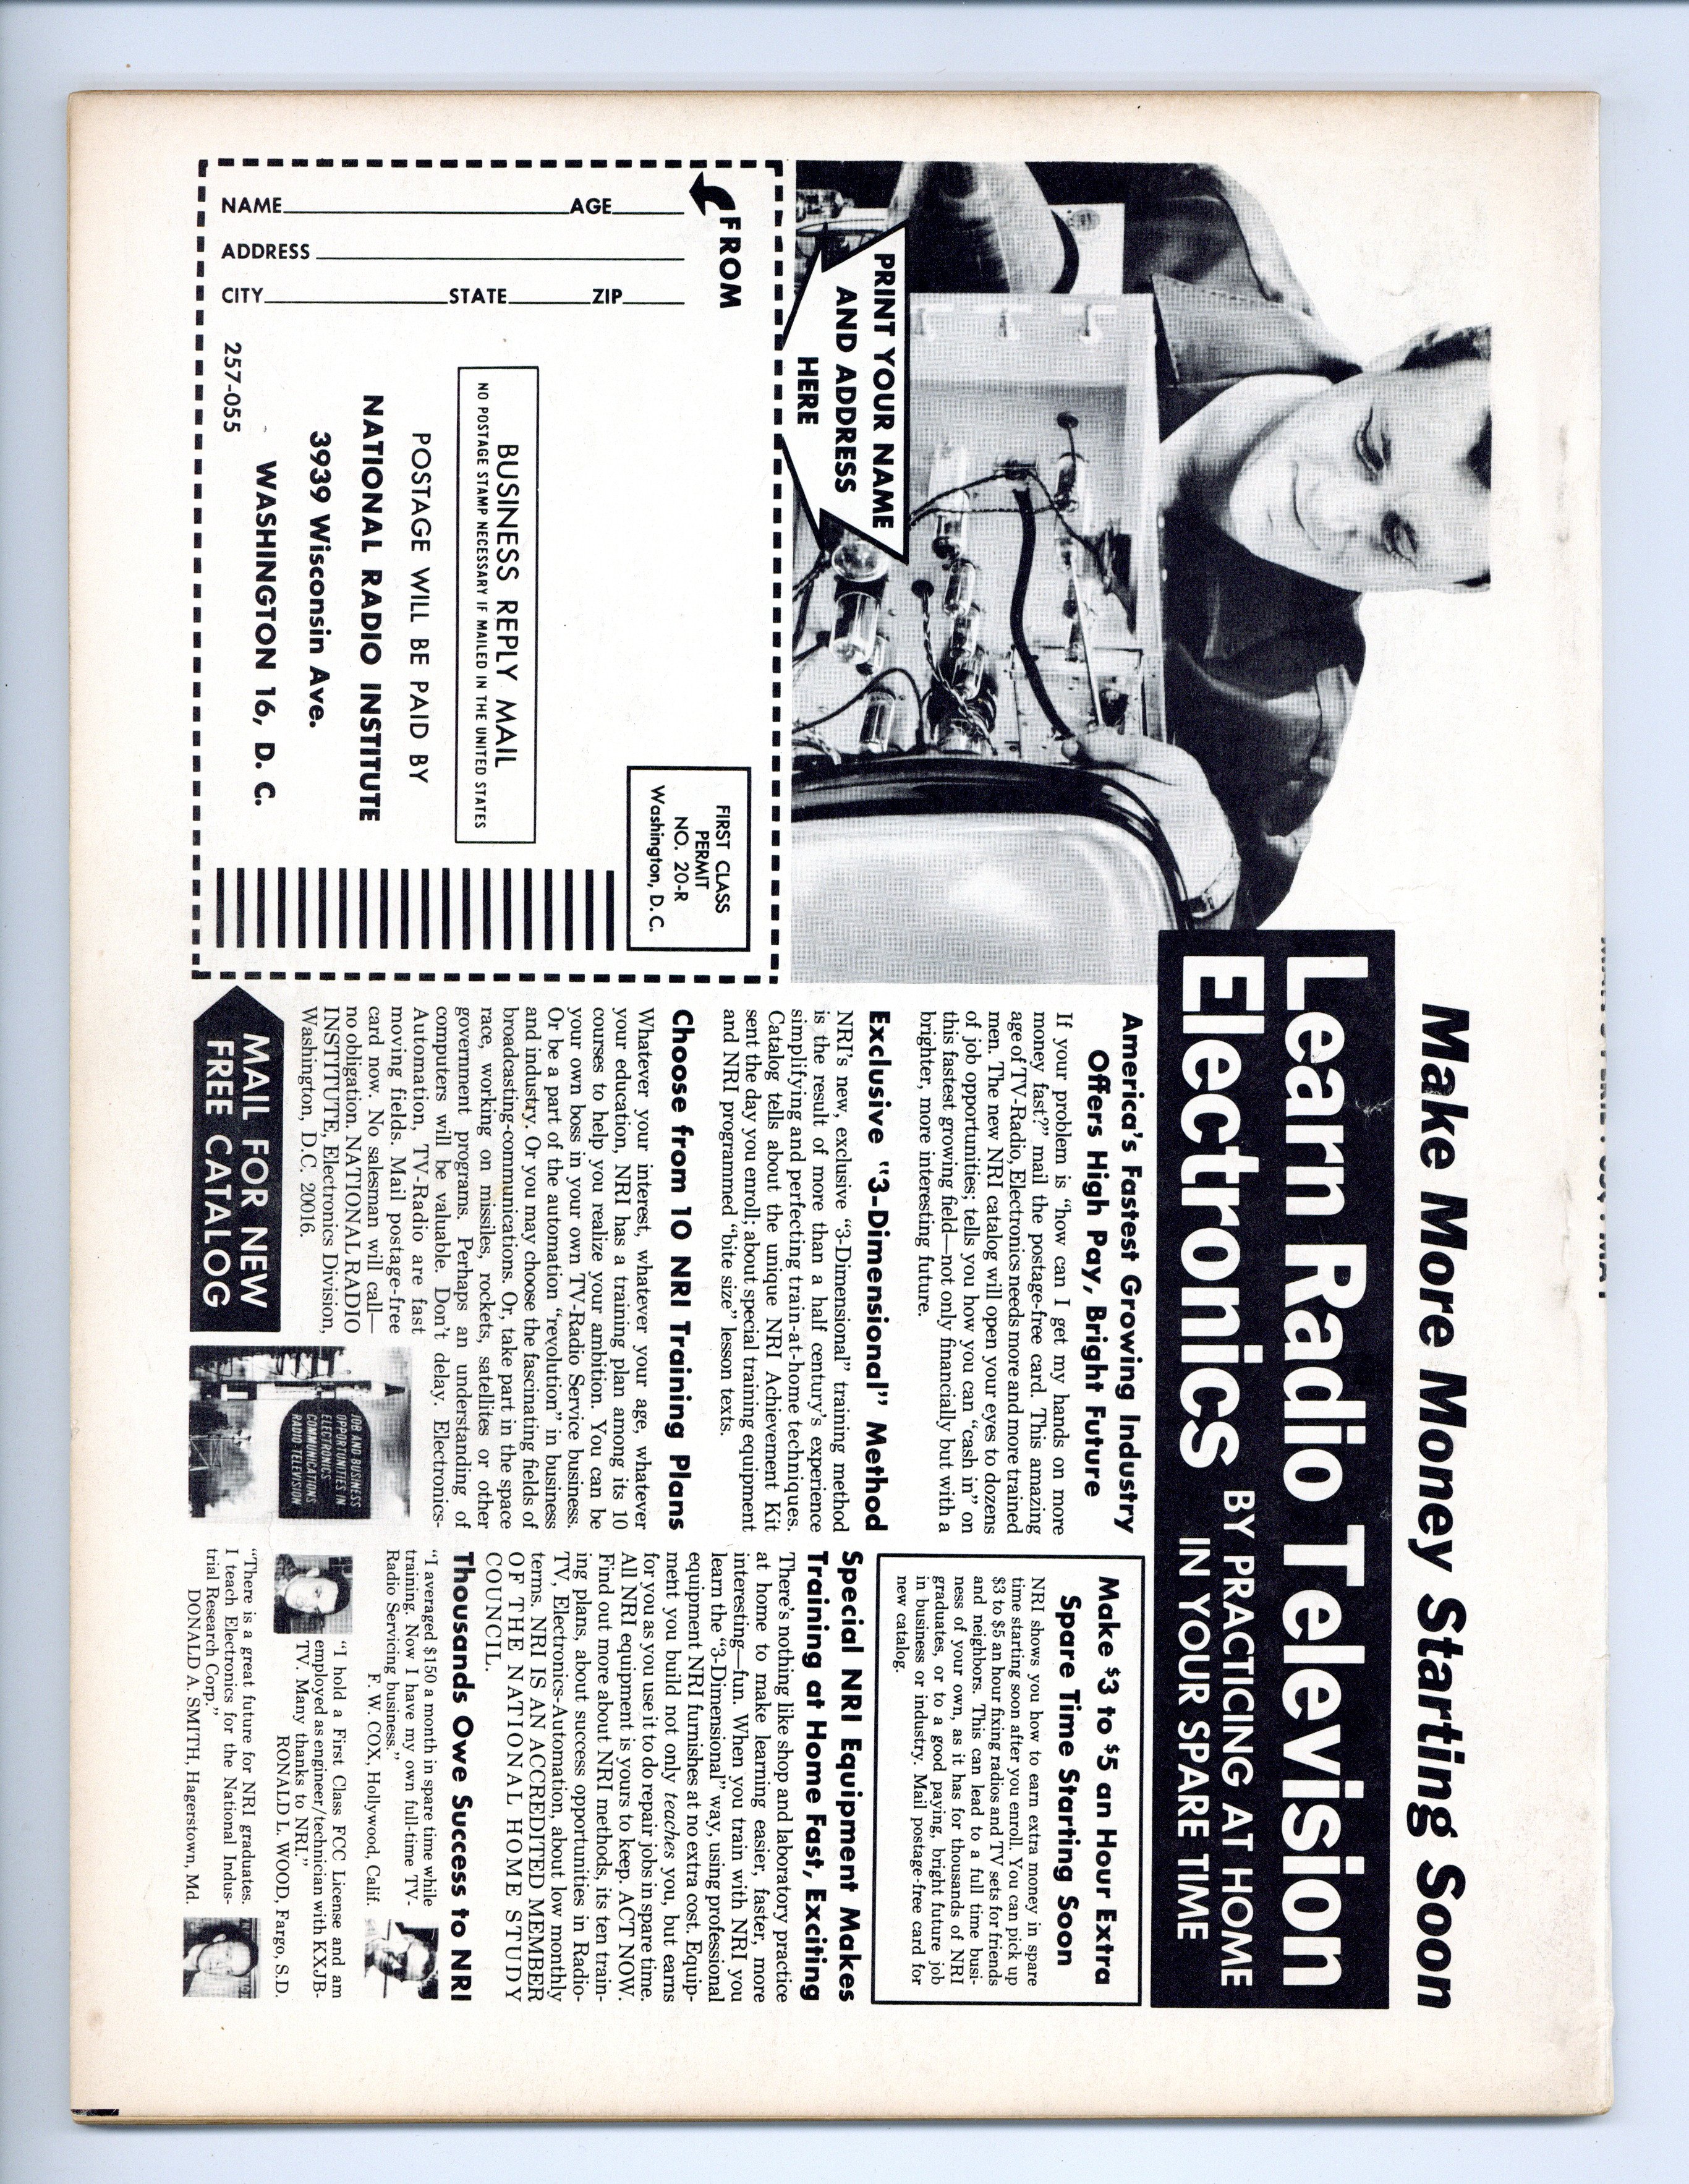 Make More Money Starting Soon
Learn Radio Television
Electronics
BY PRACTICING AT HOME
IN YOUR SPARE TIME
America's Fastest Growing Industry
Offers High Pay, Bright Future
If your problem is "how can I get my hands on more
money fast?" mail the postage-free card. This amazing
age of TV-Radio, Electronics needs more and more trained
men. The new NRI catalog will open your eyes to dozens
of job opportunities; tells you how you can "cash in" on
this fastest growing field—not only financially but with a
brighter, more interesting future.
Exclusive "3-Dimensional" Method
NRI's new, exclusive "3-Dimensional" training method
is the result of more than a half century's experience
simplifying and perfecting train-at-home techniques.
Catalog tells about the unique NRI Achievement Kit
sent the day you enroll; about special training equipment
and NRI programmed "bite size" lesson texts.
Choose from 10 NRI Training Plans
Whatever your interest, whatever your age, whatever
your education, NRI has a training plan among its 10
courses to help you realize your ambition. You can be
your own boss in your own TV-Radio Service business.
Or be a part of the automation "revolution" in business
and industry. Or you may choose the fascinating fields of
broadcasting-communications. Or, take part in the space
race, working on missiles, rockets, satellites or other
government programs. Perhaps an understanding of
computers will be valuable. Don't delay. Electronics-
Automation, TV-Radio are fast
moving fields. Mail postage-free
card now. No salesman will call—
no obligation. NATIONAL RADIO
INSTITUTE, Electronics Division,
Washington, D.C. 20016.
MAIL FOR NEW
FREE CATALOG
JOB AND BUSINESS
OPPORTUNITIES IN
ELECTRONICS
COMMUNICATIONS
RADIO-TELEVISION
Make $3 to $5 an Hour Extra
Spare Time Starting Soon
NRI shows you how to earn extra money in spare
time starting soon after you enroll. You can pick up
$3 to $5 an hour fixing radios and TV sets for friends
and neighbors. This can lead to a full time busi-
ness of your own, as it has for thousands of NRI
graduates, or to a good paying, bright future job
in business or industry. Mail postage-free card for
new catalog.
Special NRI Equipment Makes
Training at Home Fast, Exciting
There's nothing like shop and laboratory practice
at home to make learning easier, faster, more
interesting—fun. When you train with NRI you
learn the "3-Dimensional" way, using professional
equipment NRI furnishes at no extra cost. Equip-
ment you build not only teaches you, but earns
for you as you use it to do repair jobs in spare time.
All NRI equipment is yours to keep. ACT NOW.
Find out more about NRI methods, its ten train-
ing plans, about success opportunities in Radio-
TV, Electronics-Automation, about low monthly
terms. NRI IS AN ACCREDITED MEMBER
OF THE NATIONAL HOME STUDY
COUNCIL.
Thousands Owe Success to NRI
"I averaged $150 a month in spare time while
training. Now I have my own full-time TV-
Radio Servicing business."
F. W. COX, Hollywood, Calif.
"I hold a First Class FCC License and am
employed as engineer/technician with KXJB-
TV. Many thanks to NRI."
RONALD L. WOOD, Fargo, S.D.
"There is a great future for NRI graduates.
I teach Electronics for the National Indus-
trial Research Corp."
DONALD A. SMITH, Hagerstown, Md.
PRINT YOUR NAME
AND ADDRESS
HERE
FROM
NAME AGE
ADDRESS
CITY STATE ZIP
FIRST CLASS
PERMIT
NO. 20-R
Washington, D.C.
BUSINESS REPLY MAIL
NO POSTAGE STAMP NECESSARY IF MAILED IN THE UNITED STATES
POSTAGE WILL BE PAID BY
NATIONAL RADIO INSTITUTE
3939 Wisconsin Ave.
WASHINGTON 16, D. C.
257-055